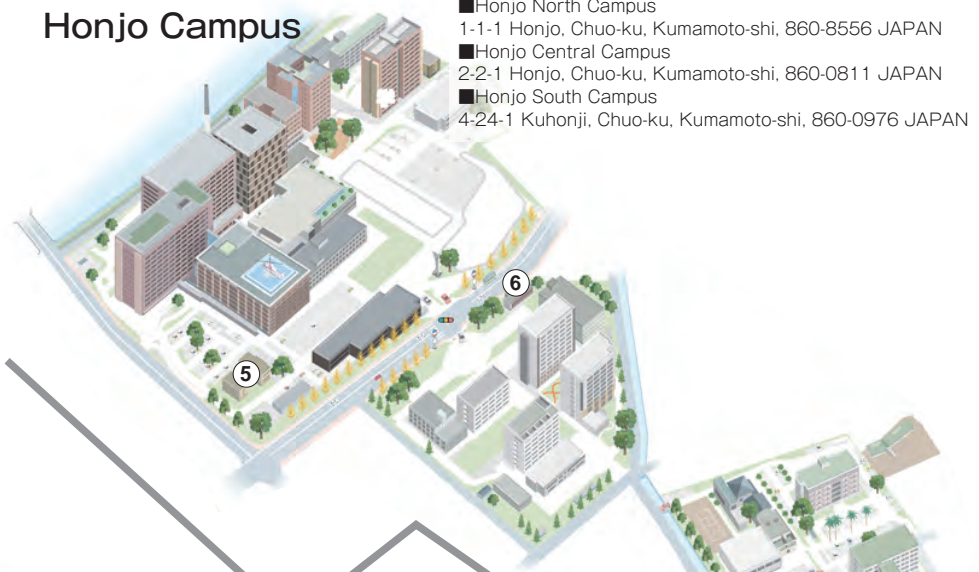 Honjo Campus
■Honjo North Campus
1-1-1 Honjo, Chuo-ku, Kumamoto-shi, 860-8556 JAPAN
■Honjo Central Campus
2-2-1 Honjo, Chuo-ku, Kumamoto-shi, 860-0811 JAPAN
■Honjo South Campus
4-24-1 Kuhonji, Chuo-ku, Kumamoto-shi, 860-0976 JAPAN
6
5